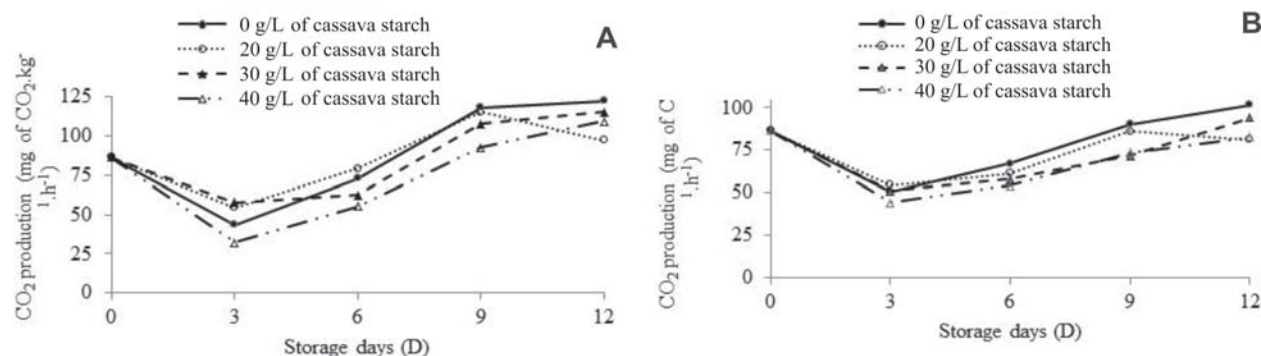 0 g/L of cassava starch
20 g/L of cassava starch
30 g/L of cassava starch
40 g/L of cassava starch
A
CO2 production (mg of CO2.kg-
1.h-1)
125
100
75
50
25
0
0 3 6 9 12
Storage days (D)
0 g/L of cassava starch
20 g/L of cassava starch
30 g/L of cassava starch
40 g/L of cassava starch
B
CO2 production (mg of C
1.h-1)
100
75
50
25
0
0 3 6 9 12
Storage days (D)